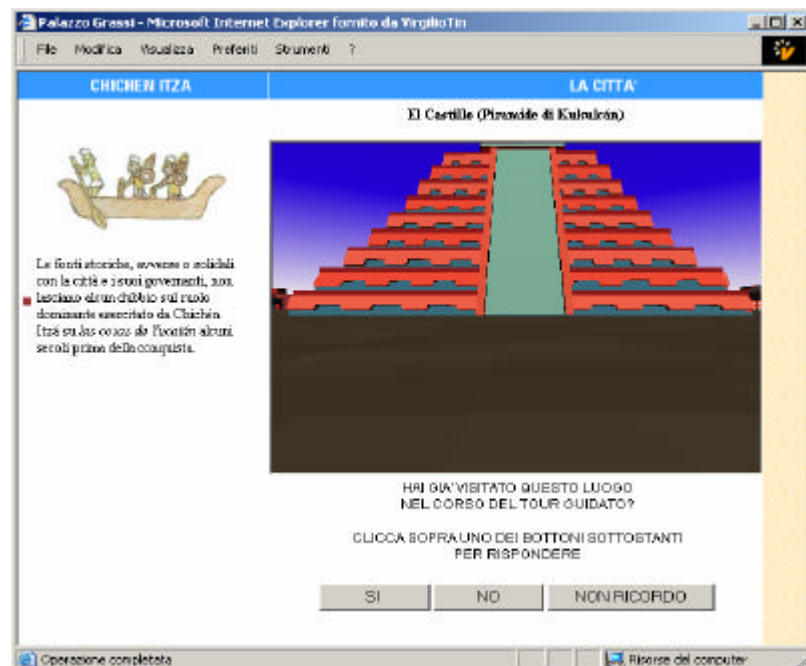 Palazzo Grassi - Microsoft Internet Explorer fornito da VirgilioTin
File Modifica Visualizza Preferiti Strumenti ?
CHICHEN ITZA
LA CITTA'
El Castillo (Piramide di Kukulcán)
Le fonti storiche, avverse o solidali
con la città e i suoi governanti, non
lasciano alcun dubbio sul ruolo
dominante esercitato da Chichén
Itzá su las cosas de Yucatán alcuni
secoli prima della conquista.
HAI GIA' VISITATO QUESTO LUOGO
NEL CORSO DEL TOUR GUIDATO?
CLICCA SOPRA UNO DEI BOTTONI SOTTOSTANTI
PER RISPONDERE
SI
NO
NON RICORDO
Operazione completata
Risorse del computer